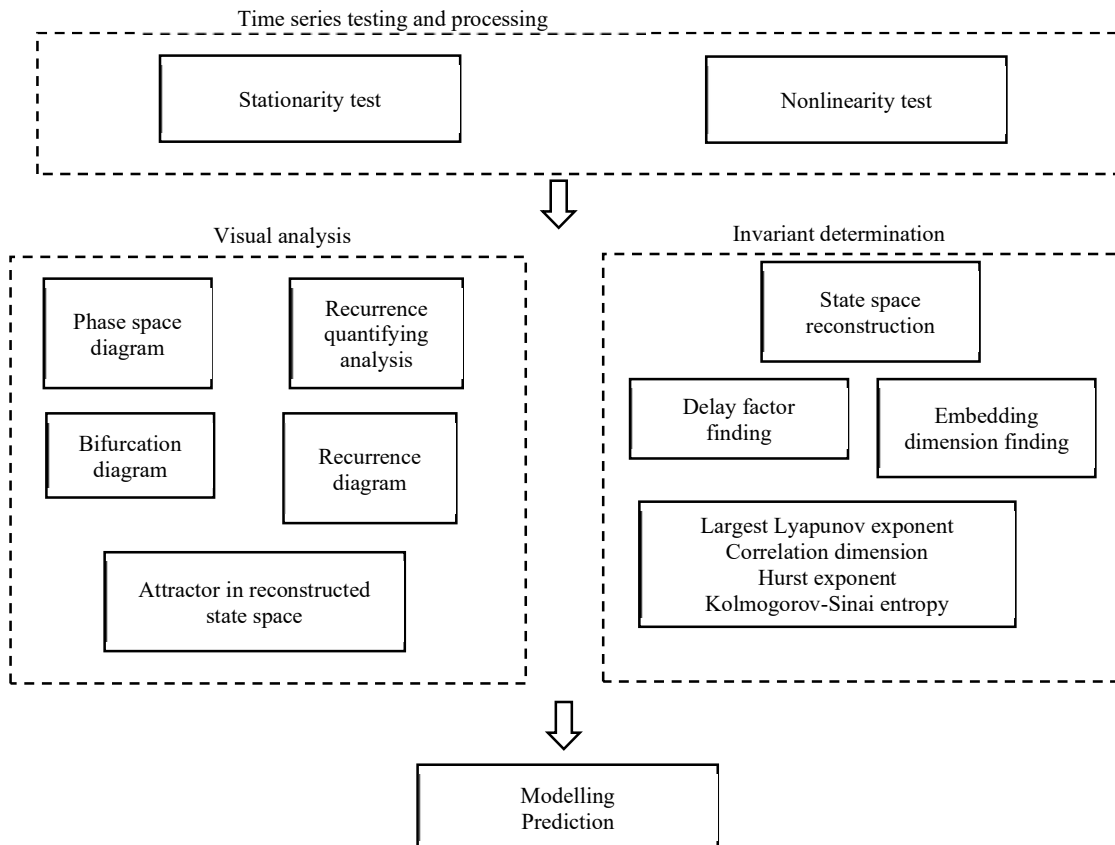 Time series testing and processing
Stationarity test
Nonlinearity test
Visual analysis
Phase space
diagram
Recurrence
quantifying
analysis
Bifurcation
diagram
Recurrence
diagram
Attractor in reconstructed
state space
Invariant determination
State space
reconstruction
Delay factor
finding
Embedding
dimension finding
Largest Lyapunov exponent
Correlation dimension
Hurst exponent
Kolmogorov-Sinai entropy
Modelling
Prediction